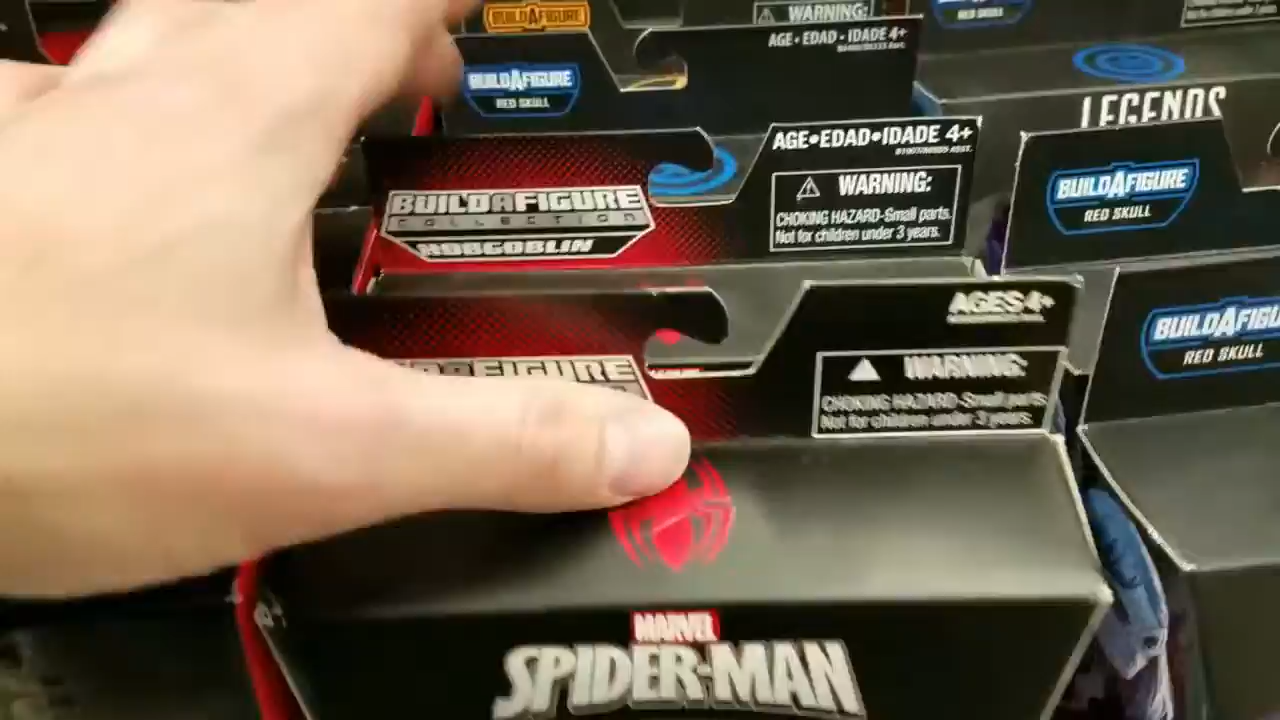 BUILDAFIGURE
WARNING:
BUILDAFIGURE
RED SKULL
AGE • EDAD • IDADE 4+
BUILDAFIGURE
RED SKULL
LEGENDS
AGE•EDAD•IDADE 4+
WARNING:
CHOKING HAZARD-Small parts.
Not for children under 3 years.
BUILDAFIGURE
COLLECTION
HOBGOBLIN
BUILDAFIGURE
RED SKULL
AGES 4+
WARNING:
CHOKING HAZARD-Small parts
Not for children under 3 years.
FIGURE
BUILDAFIGU
RED SKULL
MARVEL
SPIDER-MAN